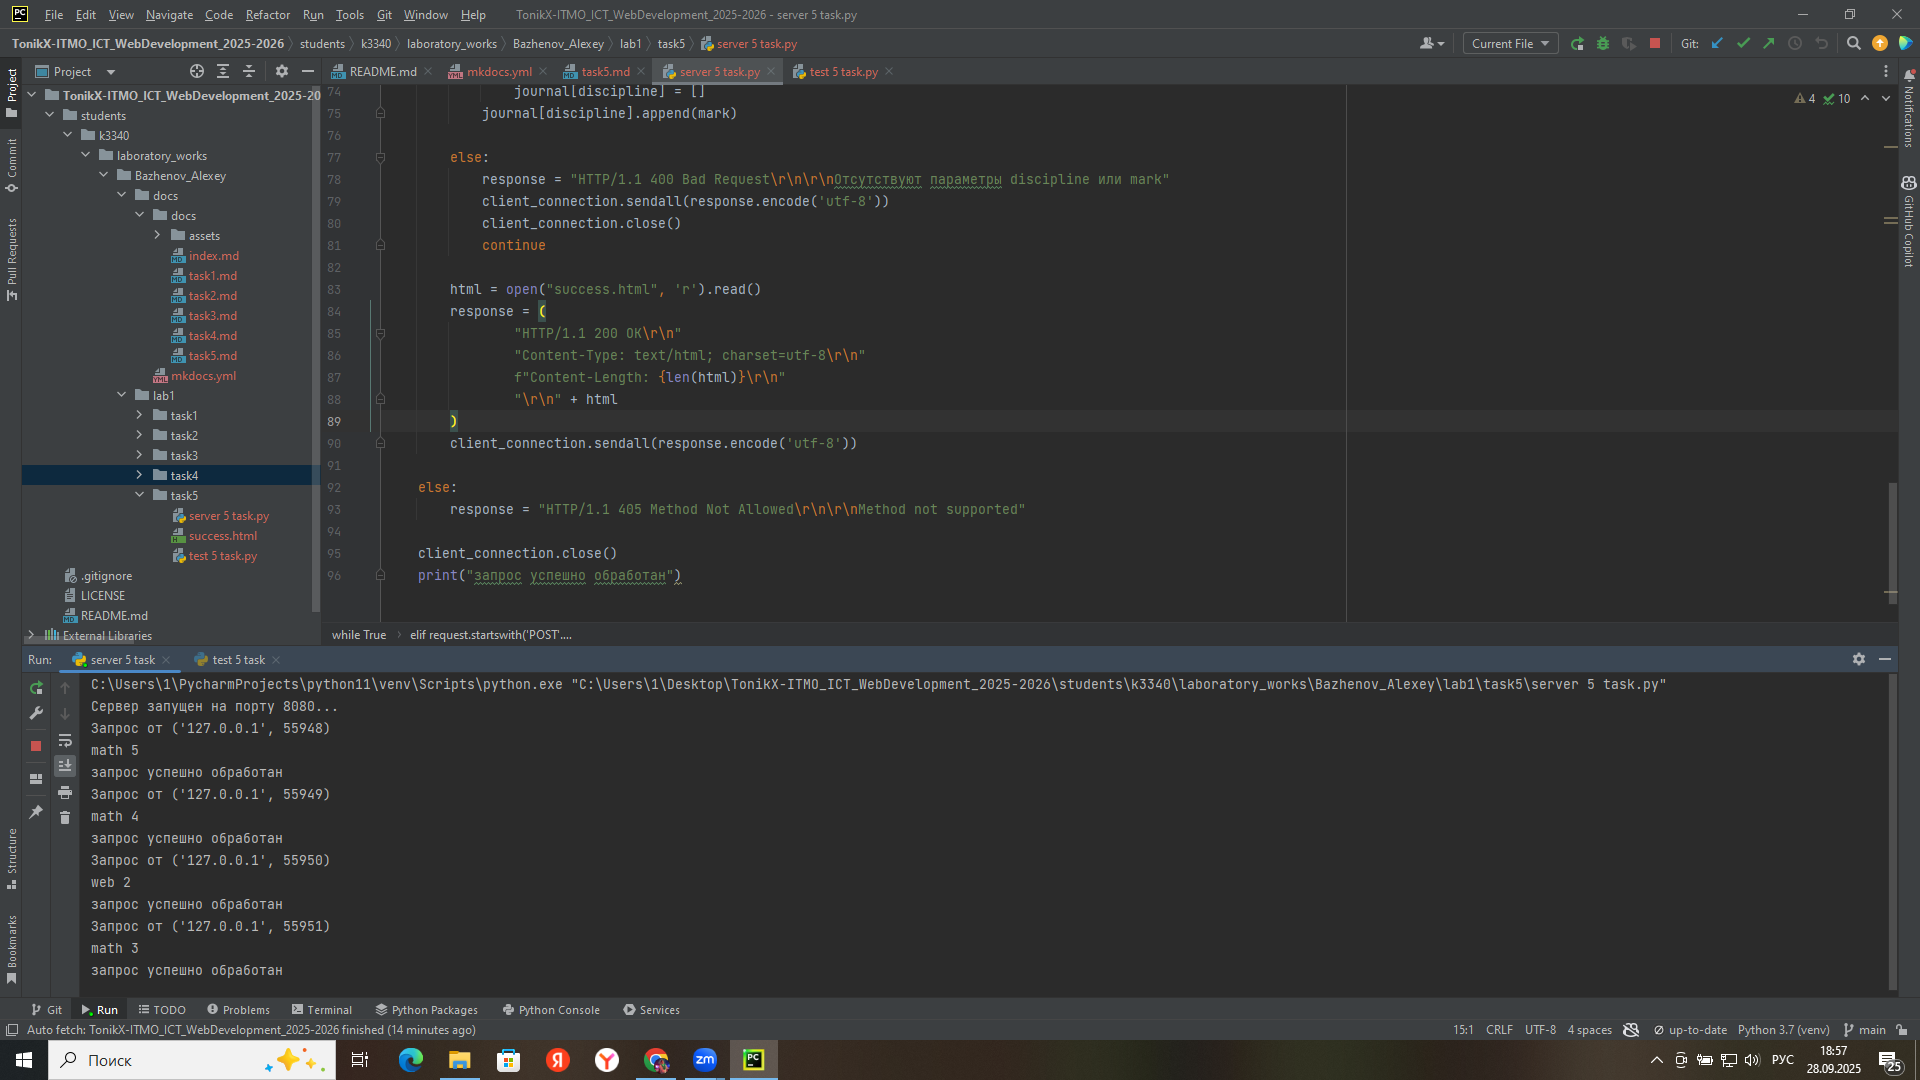 File Edit View Navigate Code Refactor Run Tools Git Window Help TonikX-ITMO_ICT_WebDevelopment_2025-2026 - server 5 task.py
TonikX-ITMO_ICT_WebDevelopment_2025-2026 students k3340 laboratory_works Bazhenov_Alexey lab1 task5 server 5 task.py
Current File Git:
Project
README.md mkdocs.yml task5.md server 5 task.py test 5 task.py
TonikX-ITMO_ICT_WebDevelopment_2025-20
students
k3340
laboratory_works
Bazhenov_Alexey
docs
docs
assets
index.md
task1.md
task2.md
task3.md
task4.md
task5.md
mkdocs.yml
lab1
task1
task2
task3
task4
task5
server 5 task.py
success.html
test 5 task.py
.gitignore
LICENSE
README.md
External Libraries
Project
Commit
Pull Requests
Structure
Bookmarks
4 10
74 journal[discipline] = []
75 journal[discipline].append(mark)
76
77 else:
78 response = "HTTP/1.1 400 Bad Request\r\n\r\nОтсутствуют параметры discipline или mark"
79 client_connection.sendall(response.encode('utf-8'))
80 client_connection.close()
81 continue
82
83 html = open("success.html", 'r').read()
84 response = (
85 "HTTP/1.1 200 OK\r\n"
86 "Content-Type: text/html; charset=utf-8\r\n"
87 f"Content-Length: {len(html)}\r\n"
88 "\r\n" + html
89 )
90 client_connection.sendall(response.encode('utf-8'))
91
92 else:
93 response = "HTTP/1.1 405 Method Not Allowed\r\n\r\nMethod not supported"
94
95 client_connection.close()
96 print("запрос успешно обработан")
while True elif request.startswith('POST'....
Notifications
GitHub Copilot
Run: server 5 task test 5 task
C:\Users\1\PycharmProjects\python11\venv\Scripts\python.exe "C:\Users\1\Desktop\TonikX-ITMO_ICT_WebDevelopment_2025-2026\students\k3340\laboratory_works\Bazhenov_Alexey\lab1\task5\server 5 task.py"
Сервер запущен на порту 8080...
Запрос от ('127.0.0.1', 55948)
math 5
запрос успешно обработан
Запрос от ('127.0.0.1', 55949)
math 4
запрос успешно обработан
Запрос от ('127.0.0.1', 55950)
web 2
запрос успешно обработан
Запрос от ('127.0.0.1', 55951)
math 3
запрос успешно обработан
Git Run TODO Problems Terminal Python Packages Python Console Services
Auto fetch: TonikX-ITMO_ICT_WebDevelopment_2025-2026 finished (14 minutes ago) 15:1 CRLF UTF-8 4 spaces up-to-date Python 3.7 (venv) main
Поиск
zm
РУС
18:57
28.09.2025
25